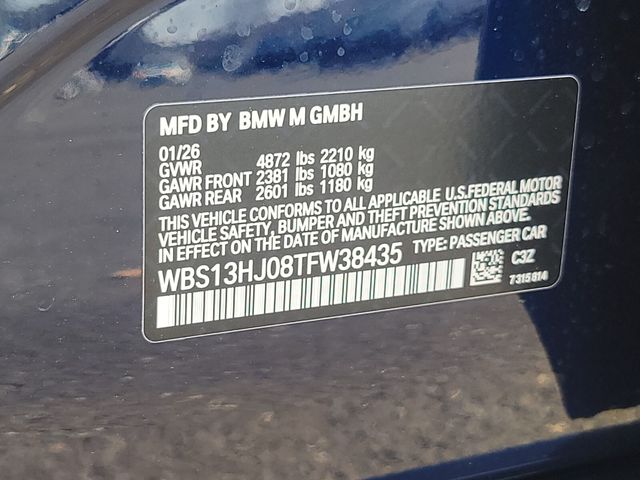 MFD BY BMW M GMBH
01/26
GVWR 4872 lbs 2210 kg
GAWR FRONT 2381 lbs 1080 kg
GAWR REAR 2601 lbs 1180 kg
THIS VEHICLE CONFORMS TO ALL APPLICABLE U.S.FEDERAL MOTOR
VEHICLE SAFETY, BUMPER AND THEFT PREVENTION STANDARDS
IN EFFECT ON THE DATE OF MANUFACTURE SHOWN ABOVE.
WBS13HJ08TFW38435 TYPE: PASSENGER CAR
C3Z
7315814